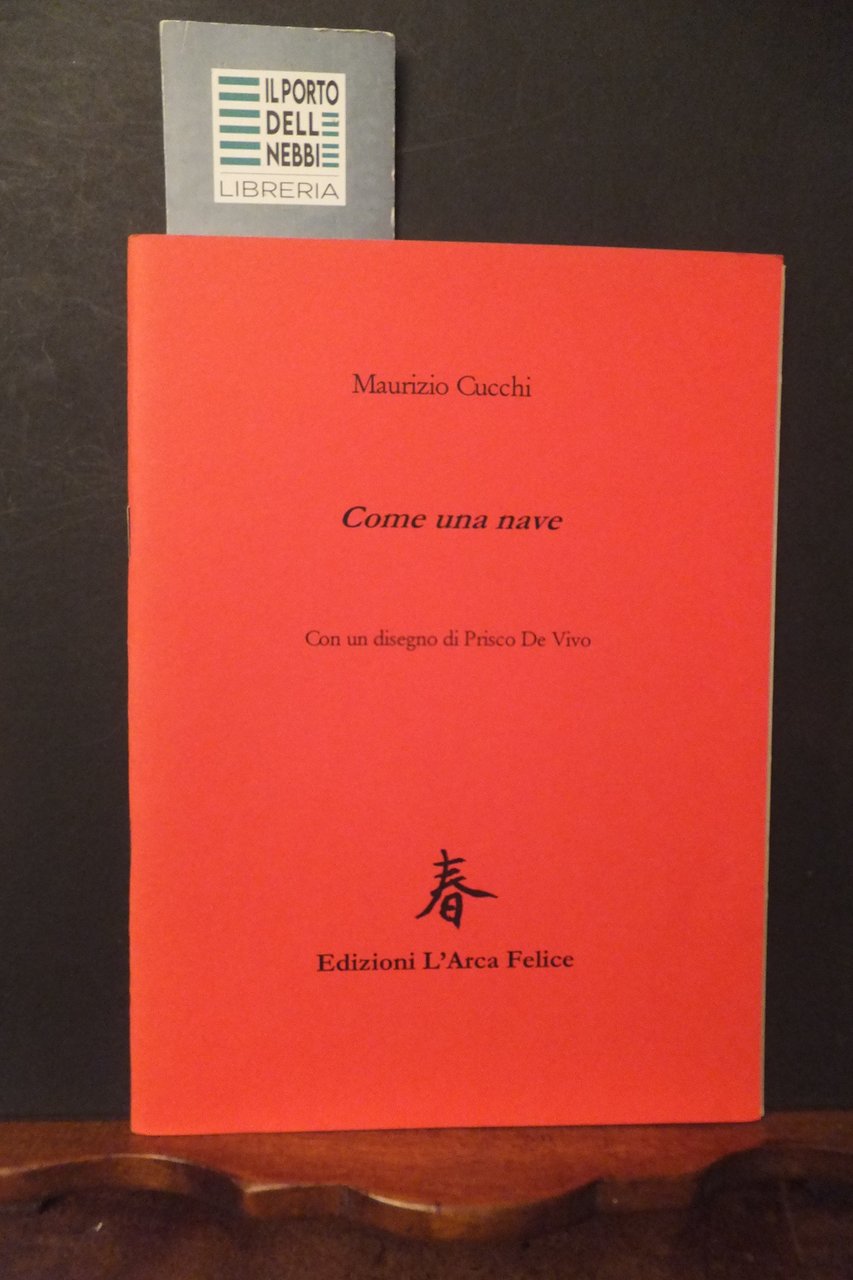 IL PORTO
DELLE
NEBBIE
LIBRERIA
Maurizio Cucchi
Come una nave
Con un disegno di Prisco De Vivo
春
Edizioni L'Arca Felice